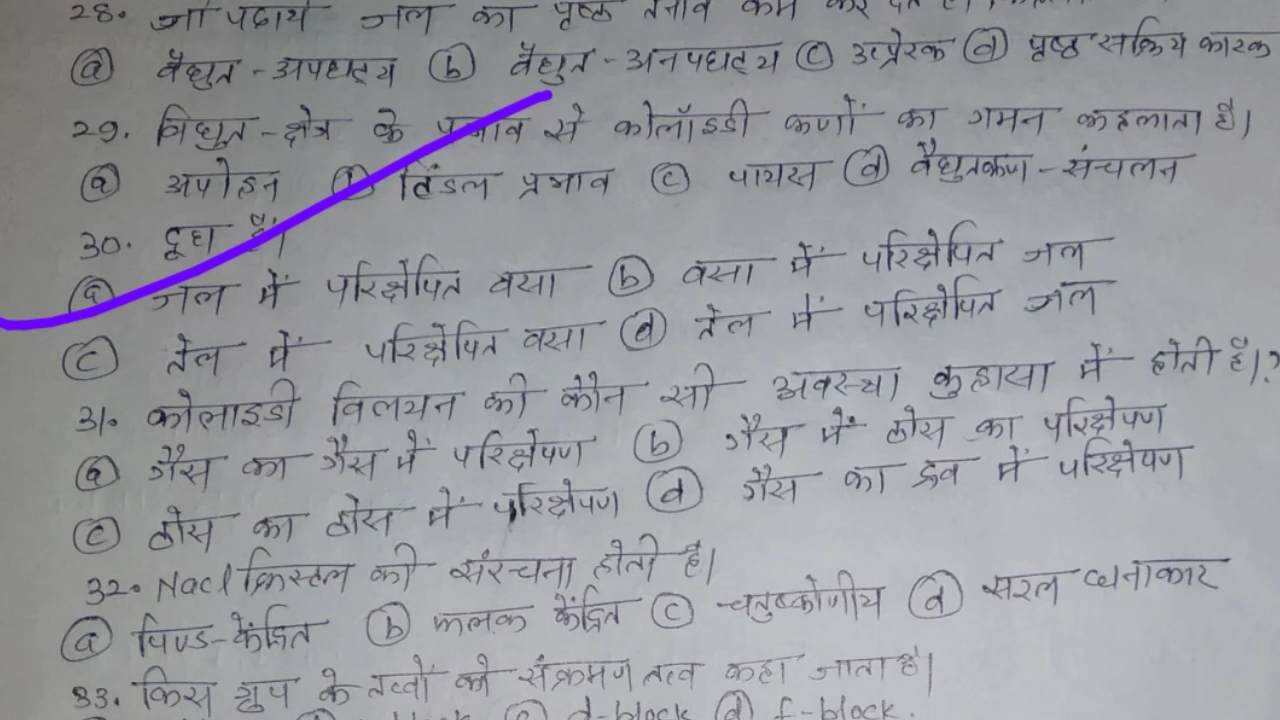 28. जो पदार्थ जल का पृष्ठ तनाव कम कर देते हैं।
(a) वैद्युत-अपघट्य (b) वैद्युत-अनपघट्य (c) उत्प्रेरक (d) पृष्ठ सक्रिय कारक
29. विद्युत-क्षेत्र के प्रभाव से कोलॉइडी कणों का गमन कहलाता है।
(a) अपोहन (b) टिंडल प्रभाव (c) पायस (d) वैद्युतकण-संचलन
30. दूध है।
(a) जल में परिक्षेपित वसा (b) वसा में परिक्षेपित जल
(c) तेल में परिक्षेपित वसा (d) तेल में परिक्षेपित जल
31. कोलाइडी विलयन की कौन सी अवस्था कुहासा में होती है।?
(a) गैस का गैस में परिक्षेपण (b) गैस में ठोस का परिक्षेपण
(c) ठोस का ठोस में परिक्षेपण (d) गैस का द्रव में परिक्षेपण
32. Nacl क्रिस्टल की संरचना होती है।
(a) पिण्ड-केंद्रित (b) फलक केंद्रित (c) चतुष्कोणीय (d) सरल घनाकार
33. किस ग्रुप के तत्वों को संक्रमण तत्व कहा जाता है।
(c) d-block (d) f-block.